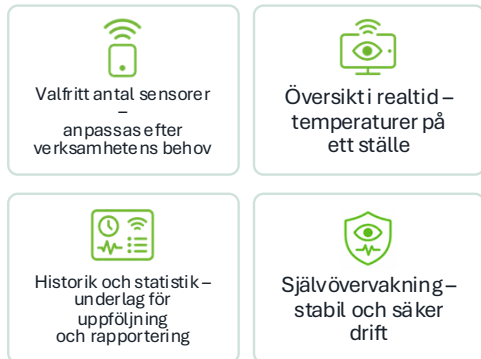 Valfritt antal sensorer
–
anpassas efter
verksamhetens behov
Översikt i realtid –
temperaturer på
ett ställe
Historik och statistik –
underlag för
uppföljning
och rapportering
Självövervakning –
stabil och säker
drift